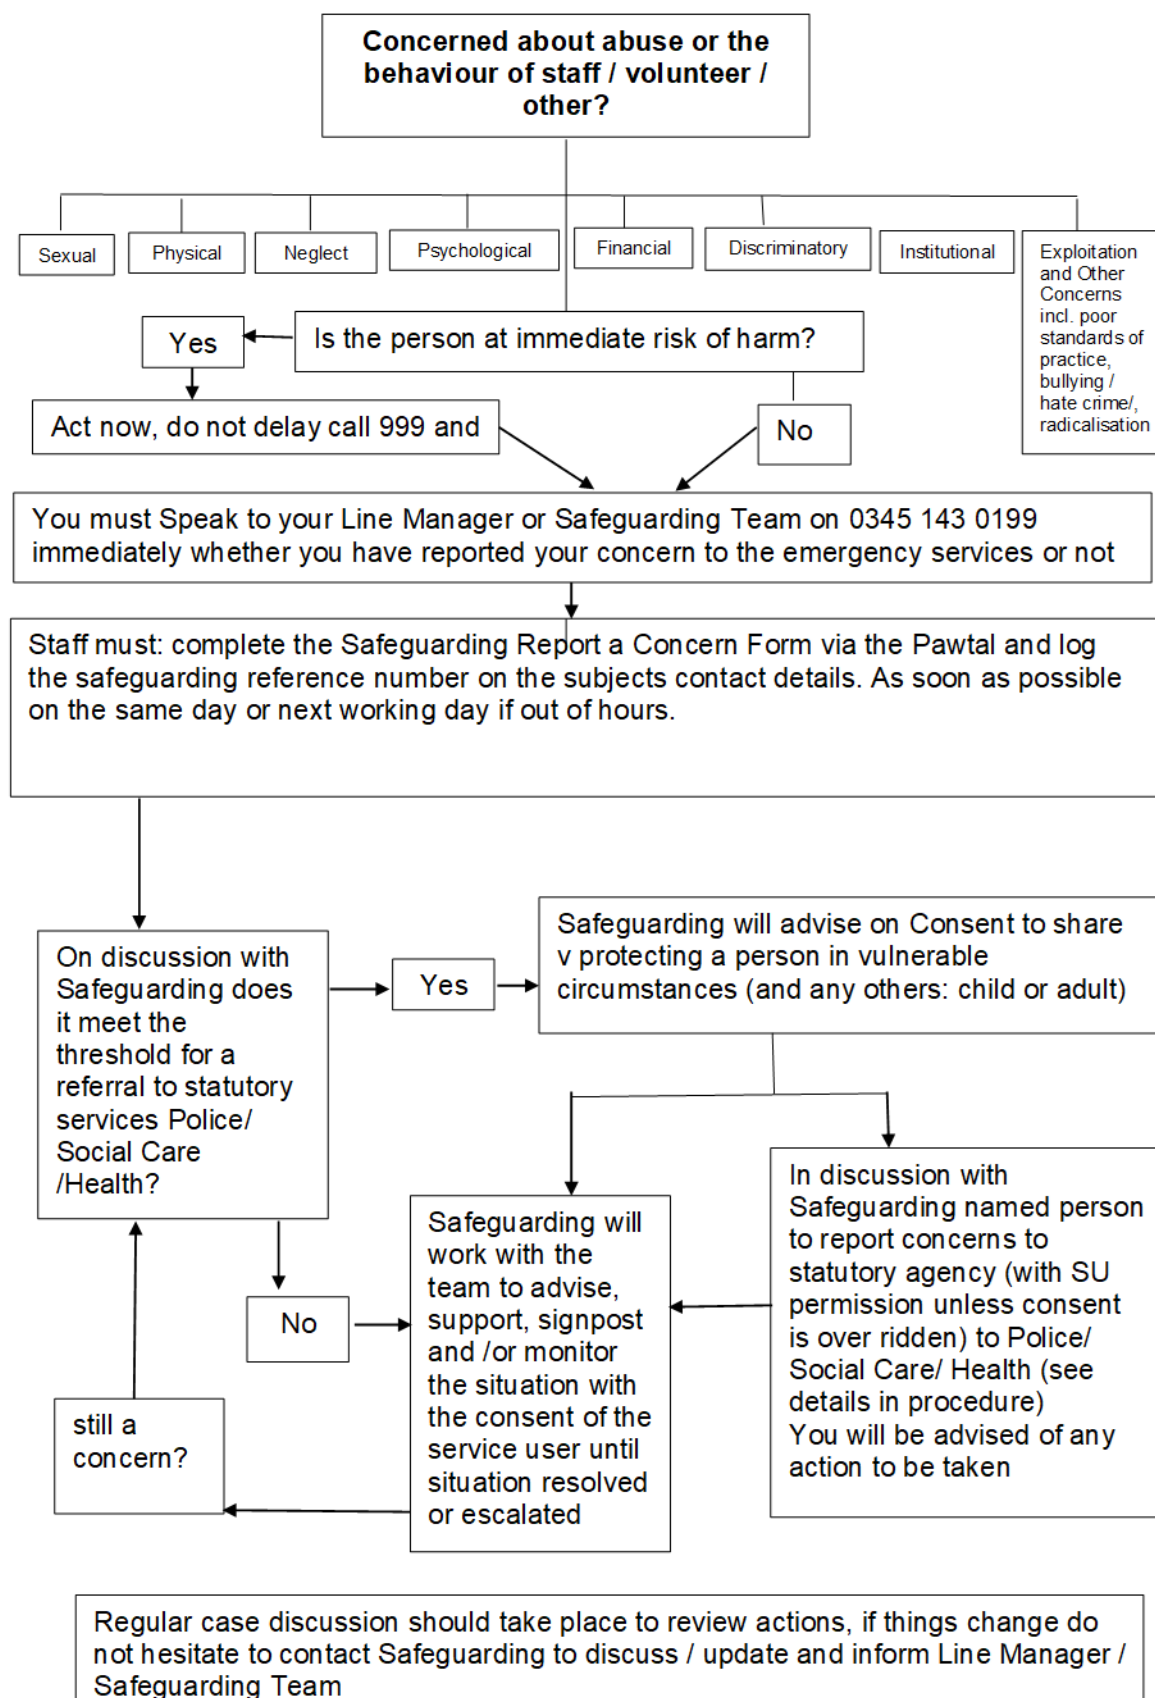 Concerned about abuse or the
behaviour of staff / volunteer /
other?
Sexual
Physical
Neglect
Psychological
Financial
Discriminatory
Institutional
Exploitation
and Other
Concerns
incl. poor
standards of
practice,
bullying /
hate crime/,
radicalisation
Is the person at immediate risk of harm?
Yes
Act now, do not delay call 999 and
No
You must Speak to your Line Manager or Safeguarding Team on 0345 143 0199
immediately whether you have reported your concern to the emergency services or not
Staff must: complete the Safeguarding Report a Concern Form via the Pawtal and log
the safeguarding reference number on the subjects contact details. As soon as possible
on the same day or next working day if out of hours.
On discussion with
Safeguarding does
it meet the
threshold for a
referral to statutory
services Police/
Social Care
/Health?
Yes
Safeguarding will advise on Consent to share
v protecting a person in vulnerable
circumstances (and any others: child or adult)
No
Safeguarding will
work with the
team to advise,
support, signpost
and /or monitor
the situation with
the consent of the
service user until
situation resolved
or escalated
In discussion with
Safeguarding named person
to report concerns to
statutory agency (with SU
permission unless consent
is over ridden) to Police/
Social Care/ Health (see
details in procedure)
You will be advised of any
action to be taken
still a
concern?
Regular case discussion should take place to review actions, if things change do
not hesitate to contact Safeguarding to discuss / update and inform Line Manager /
Safeguarding Team